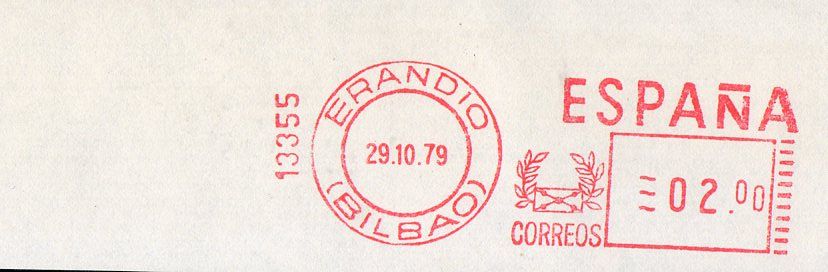 13355
ERANDIO
29.10.79
(BILBAO)
ESPAÑA
CORREOS
=02.00